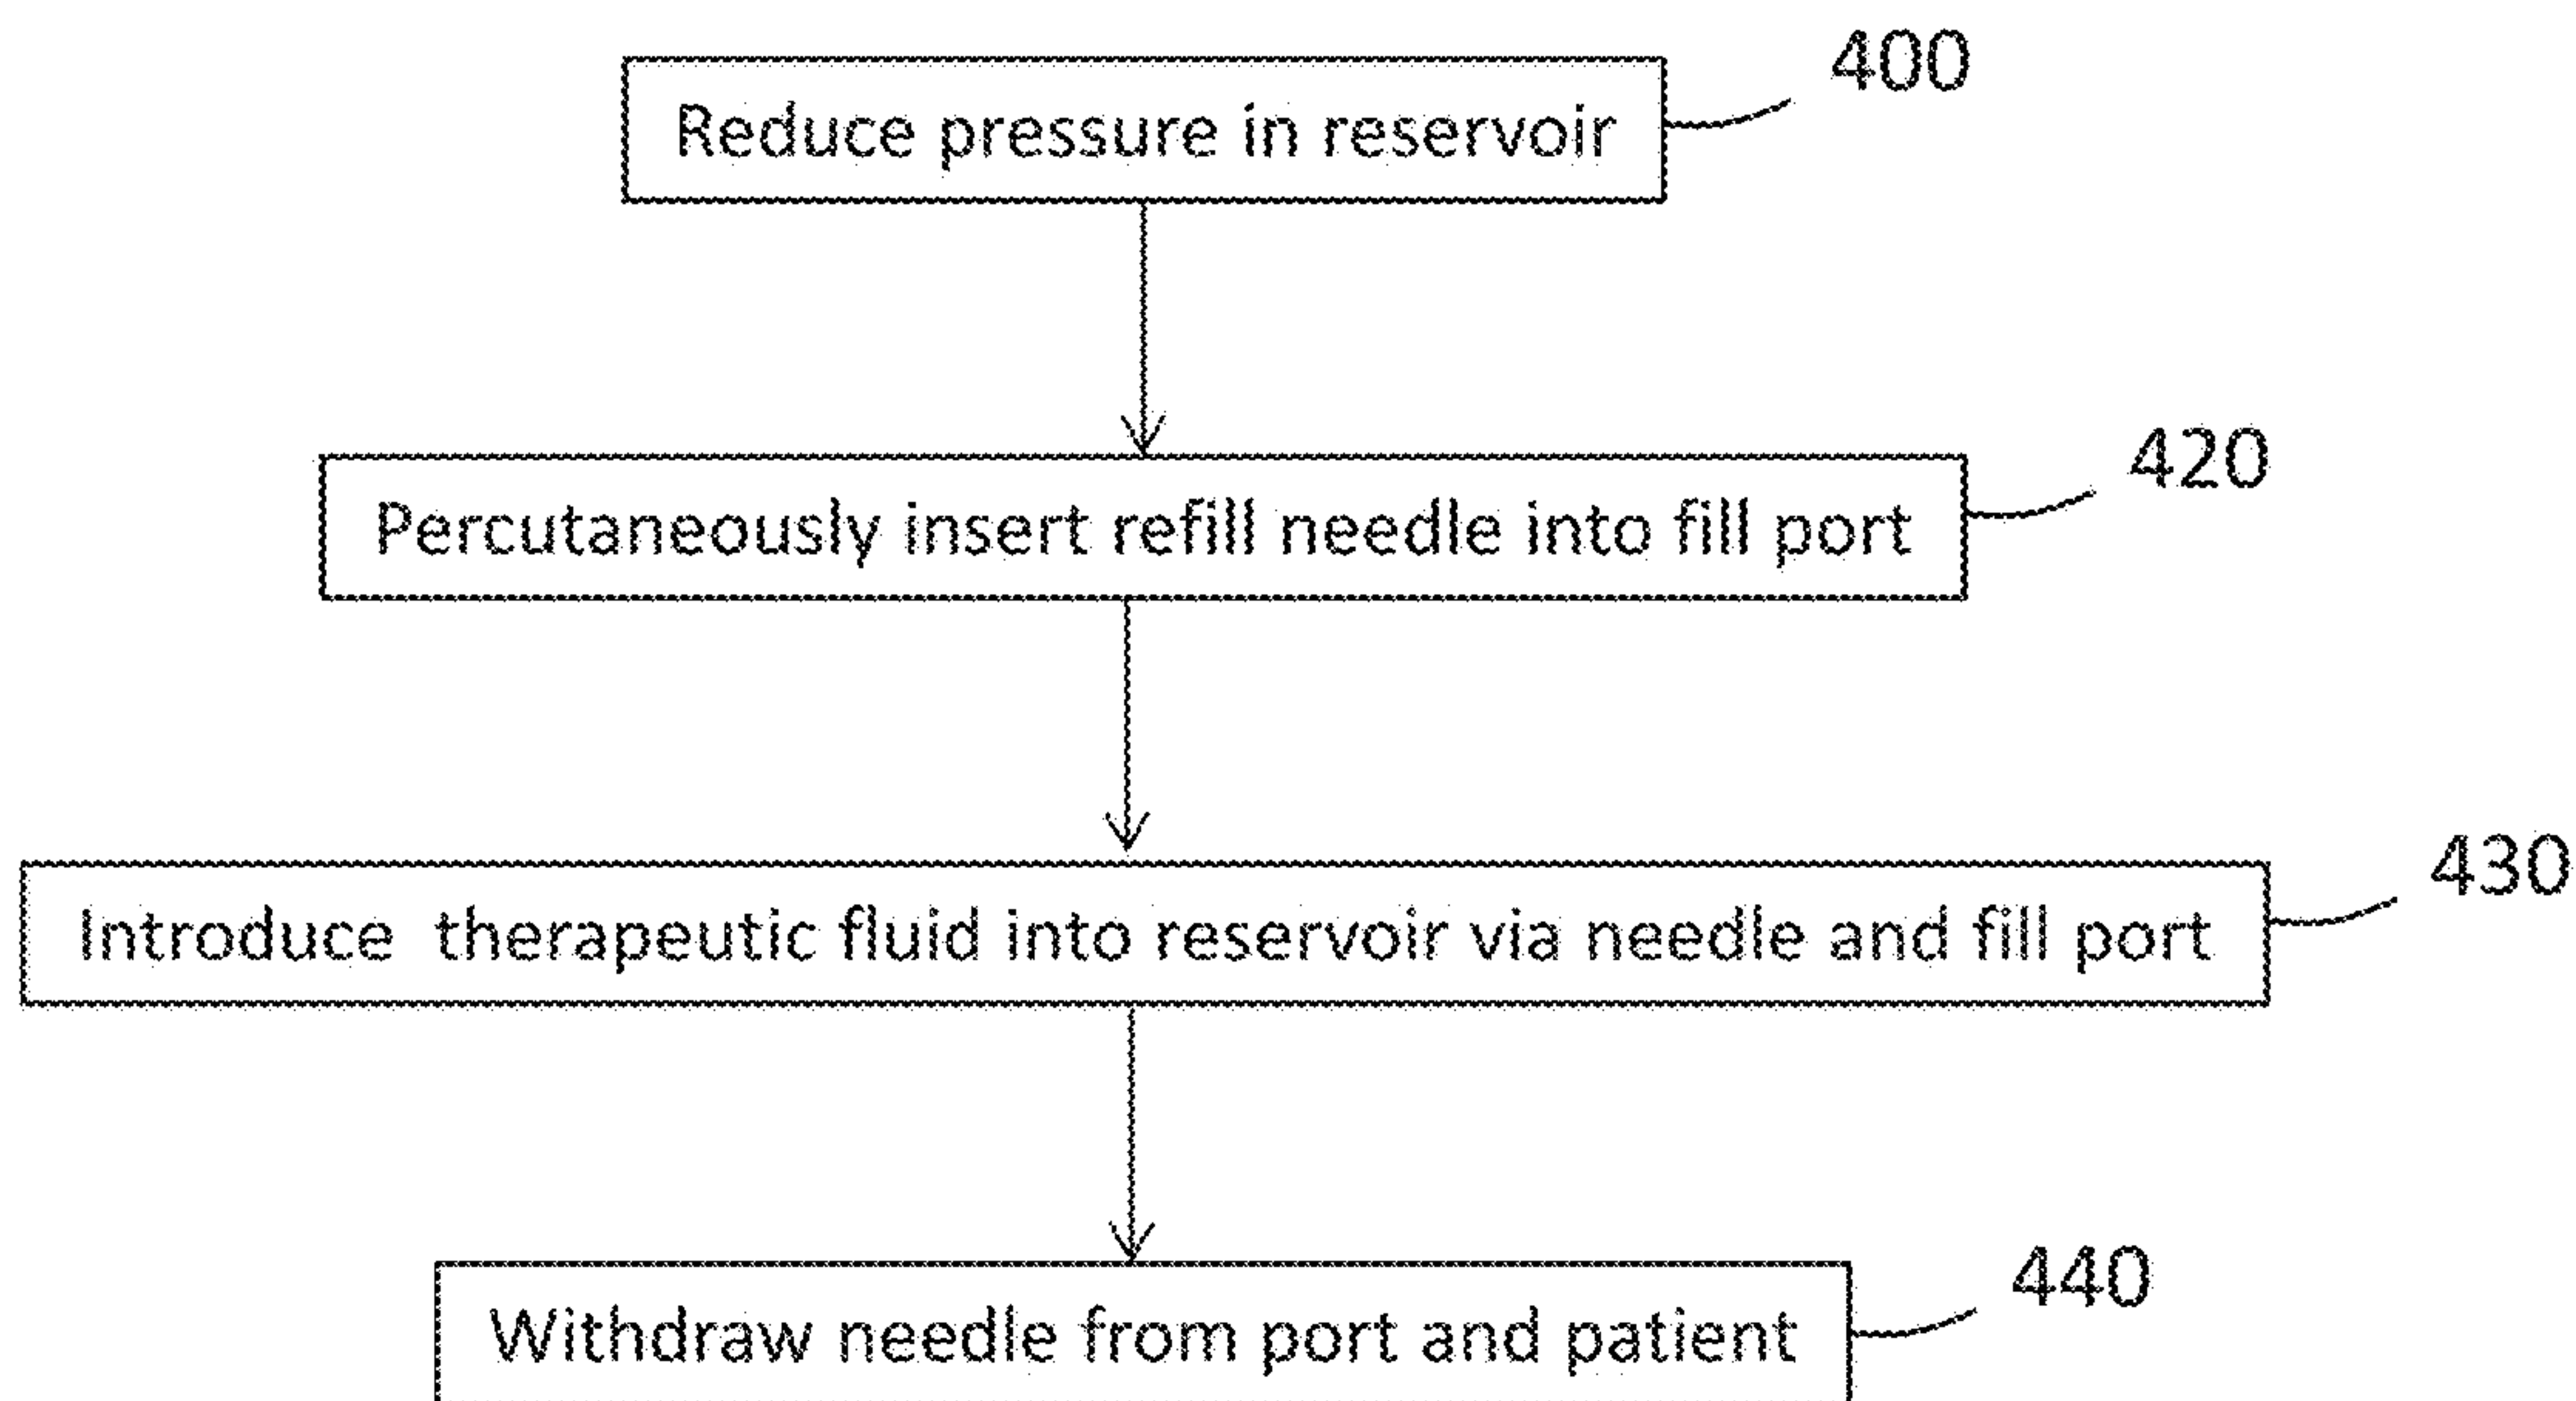 400
Reduce pressure in reservoir
420
Percutaneously insert refill needle into fill port
430
Introduce therapeutic fluid into reservoir via needle and fill port
440
Withdraw needle from port and patient